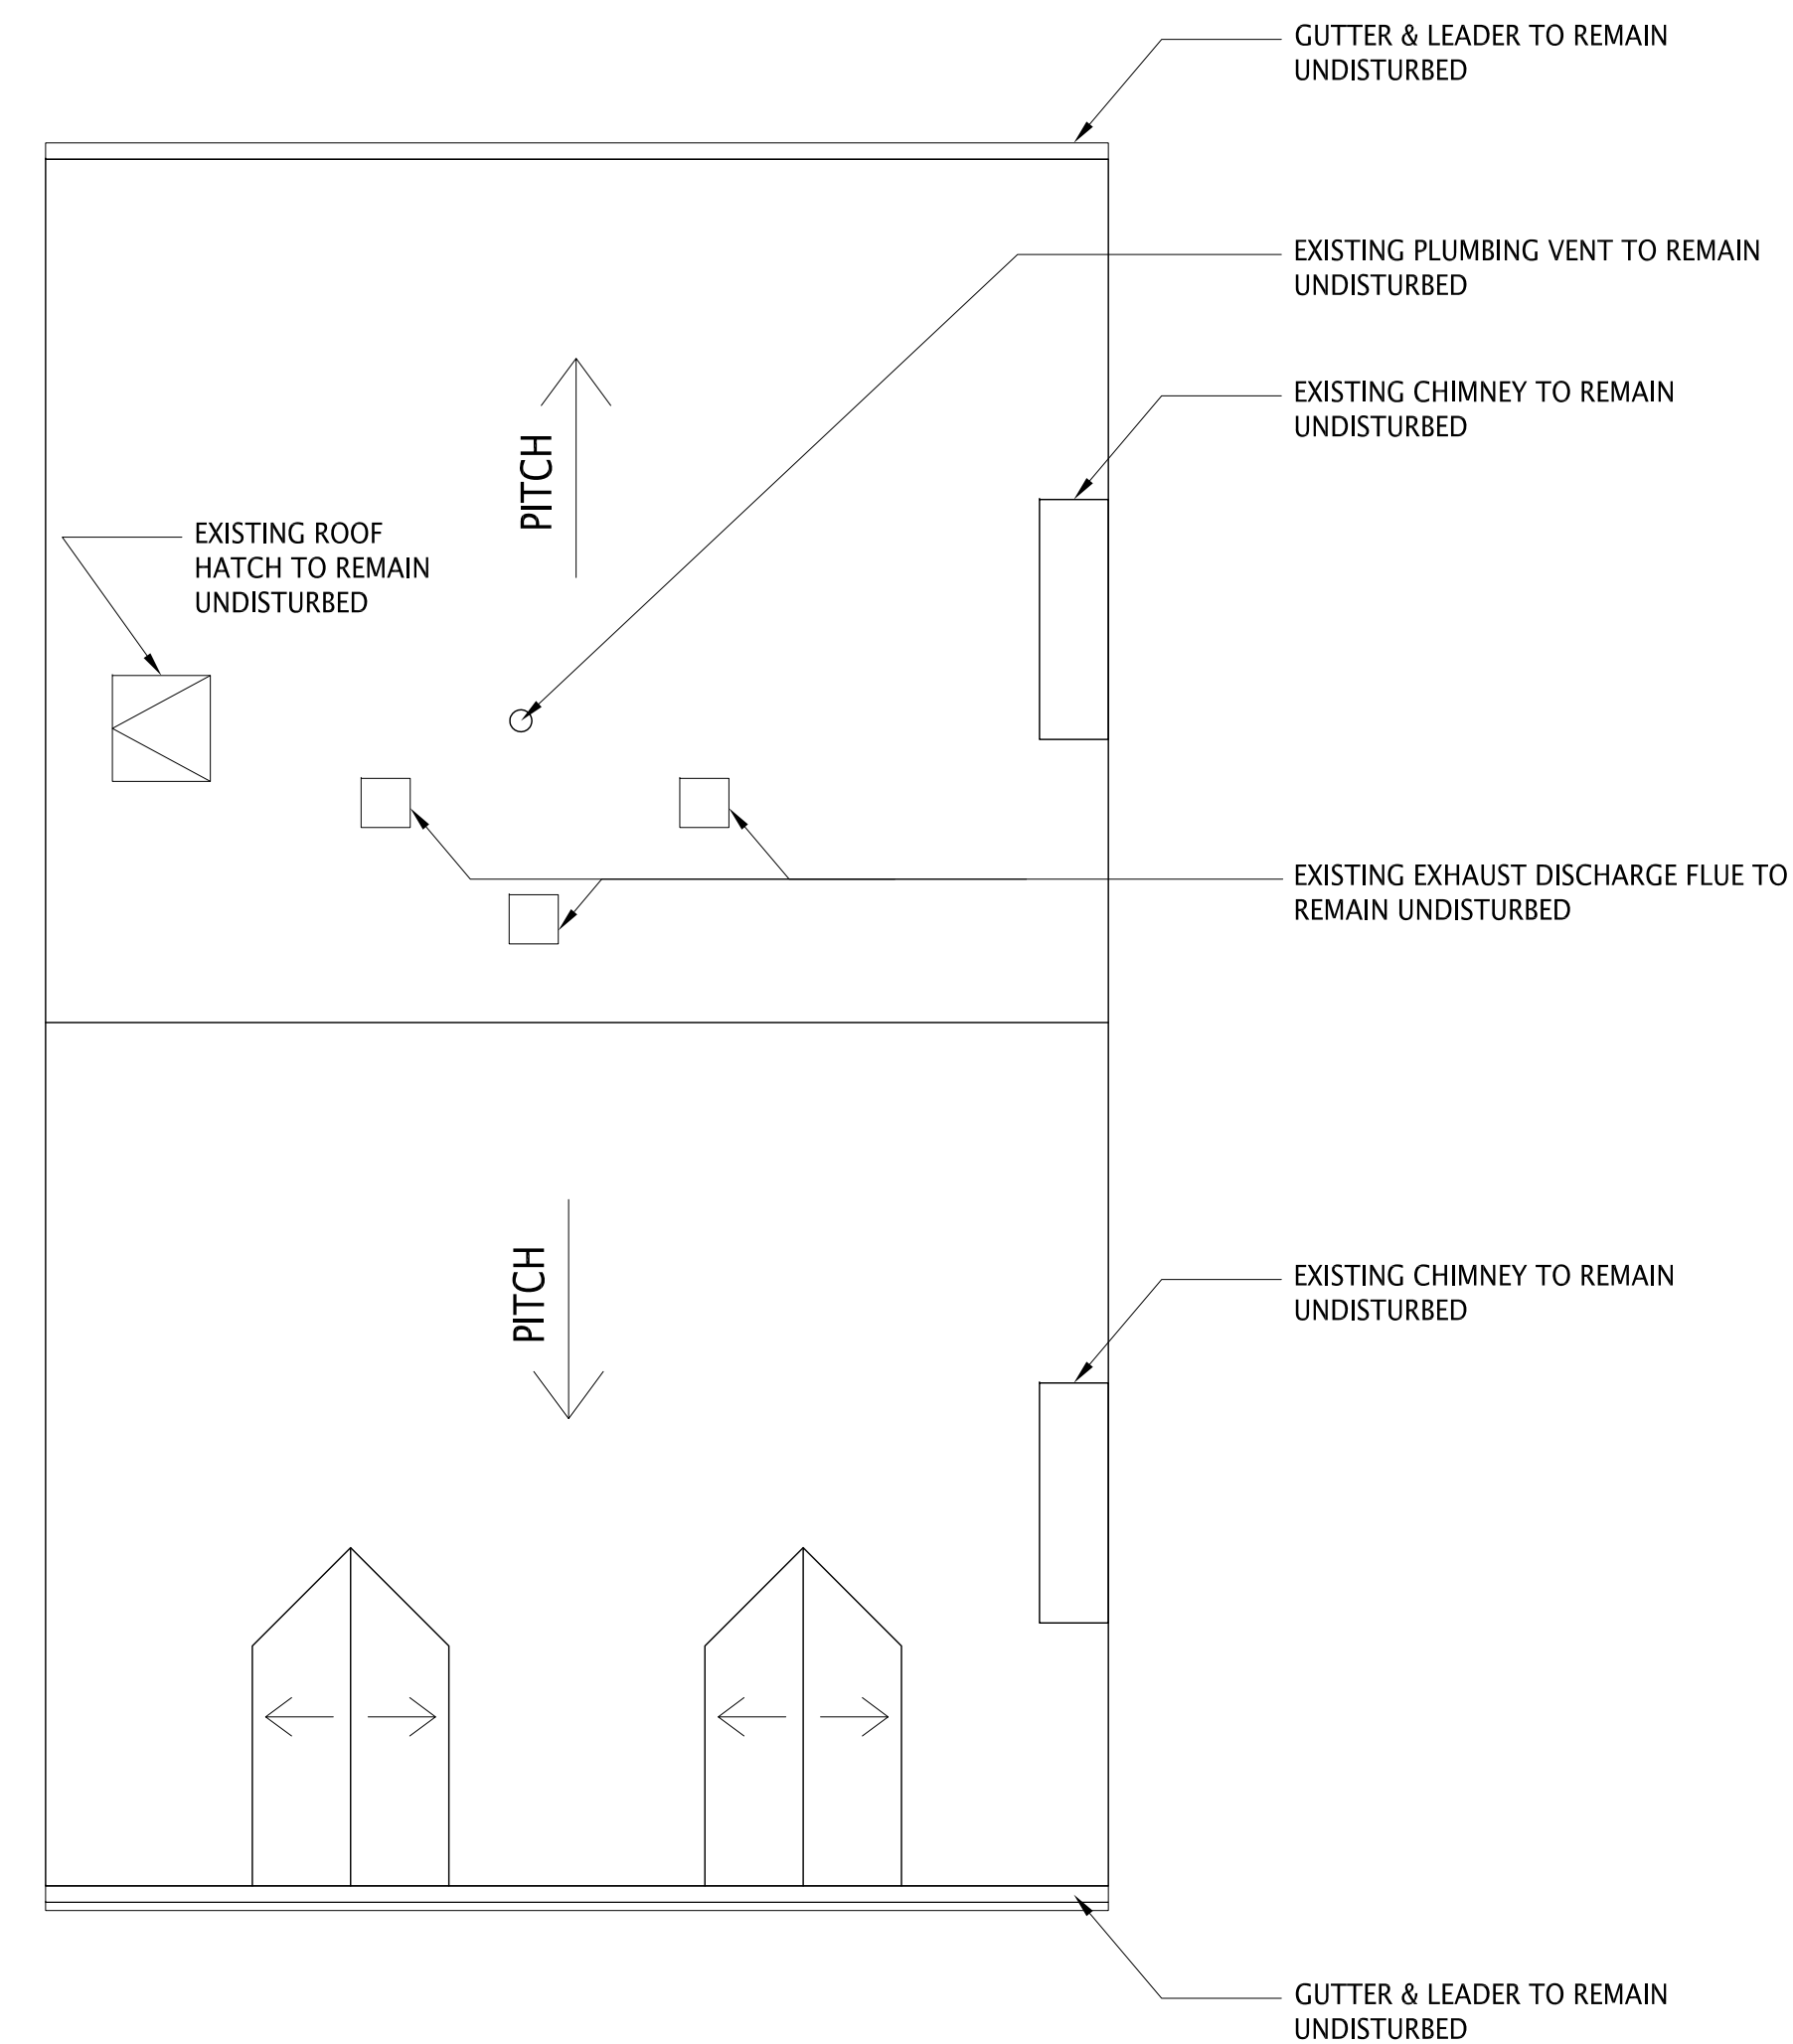 GUTTER & LEADER TO REMAIN
UNDISTURBED
EXISTING PLUMBING VENT TO REMAIN
UNDISTURBED
EXISTING CHIMNEY TO REMAIN
UNDISTURBED
PITCH
EXISTING ROOF
HATCH TO REMAIN
UNDISTURBED
EXISTING EXHAUST DISCHARGE FLUE TO
REMAIN UNDISTURBED
PITCH
EXISTING CHIMNEY TO REMAIN
UNDISTURBED
GUTTER & LEADER TO REMAIN
UNDISTURBED